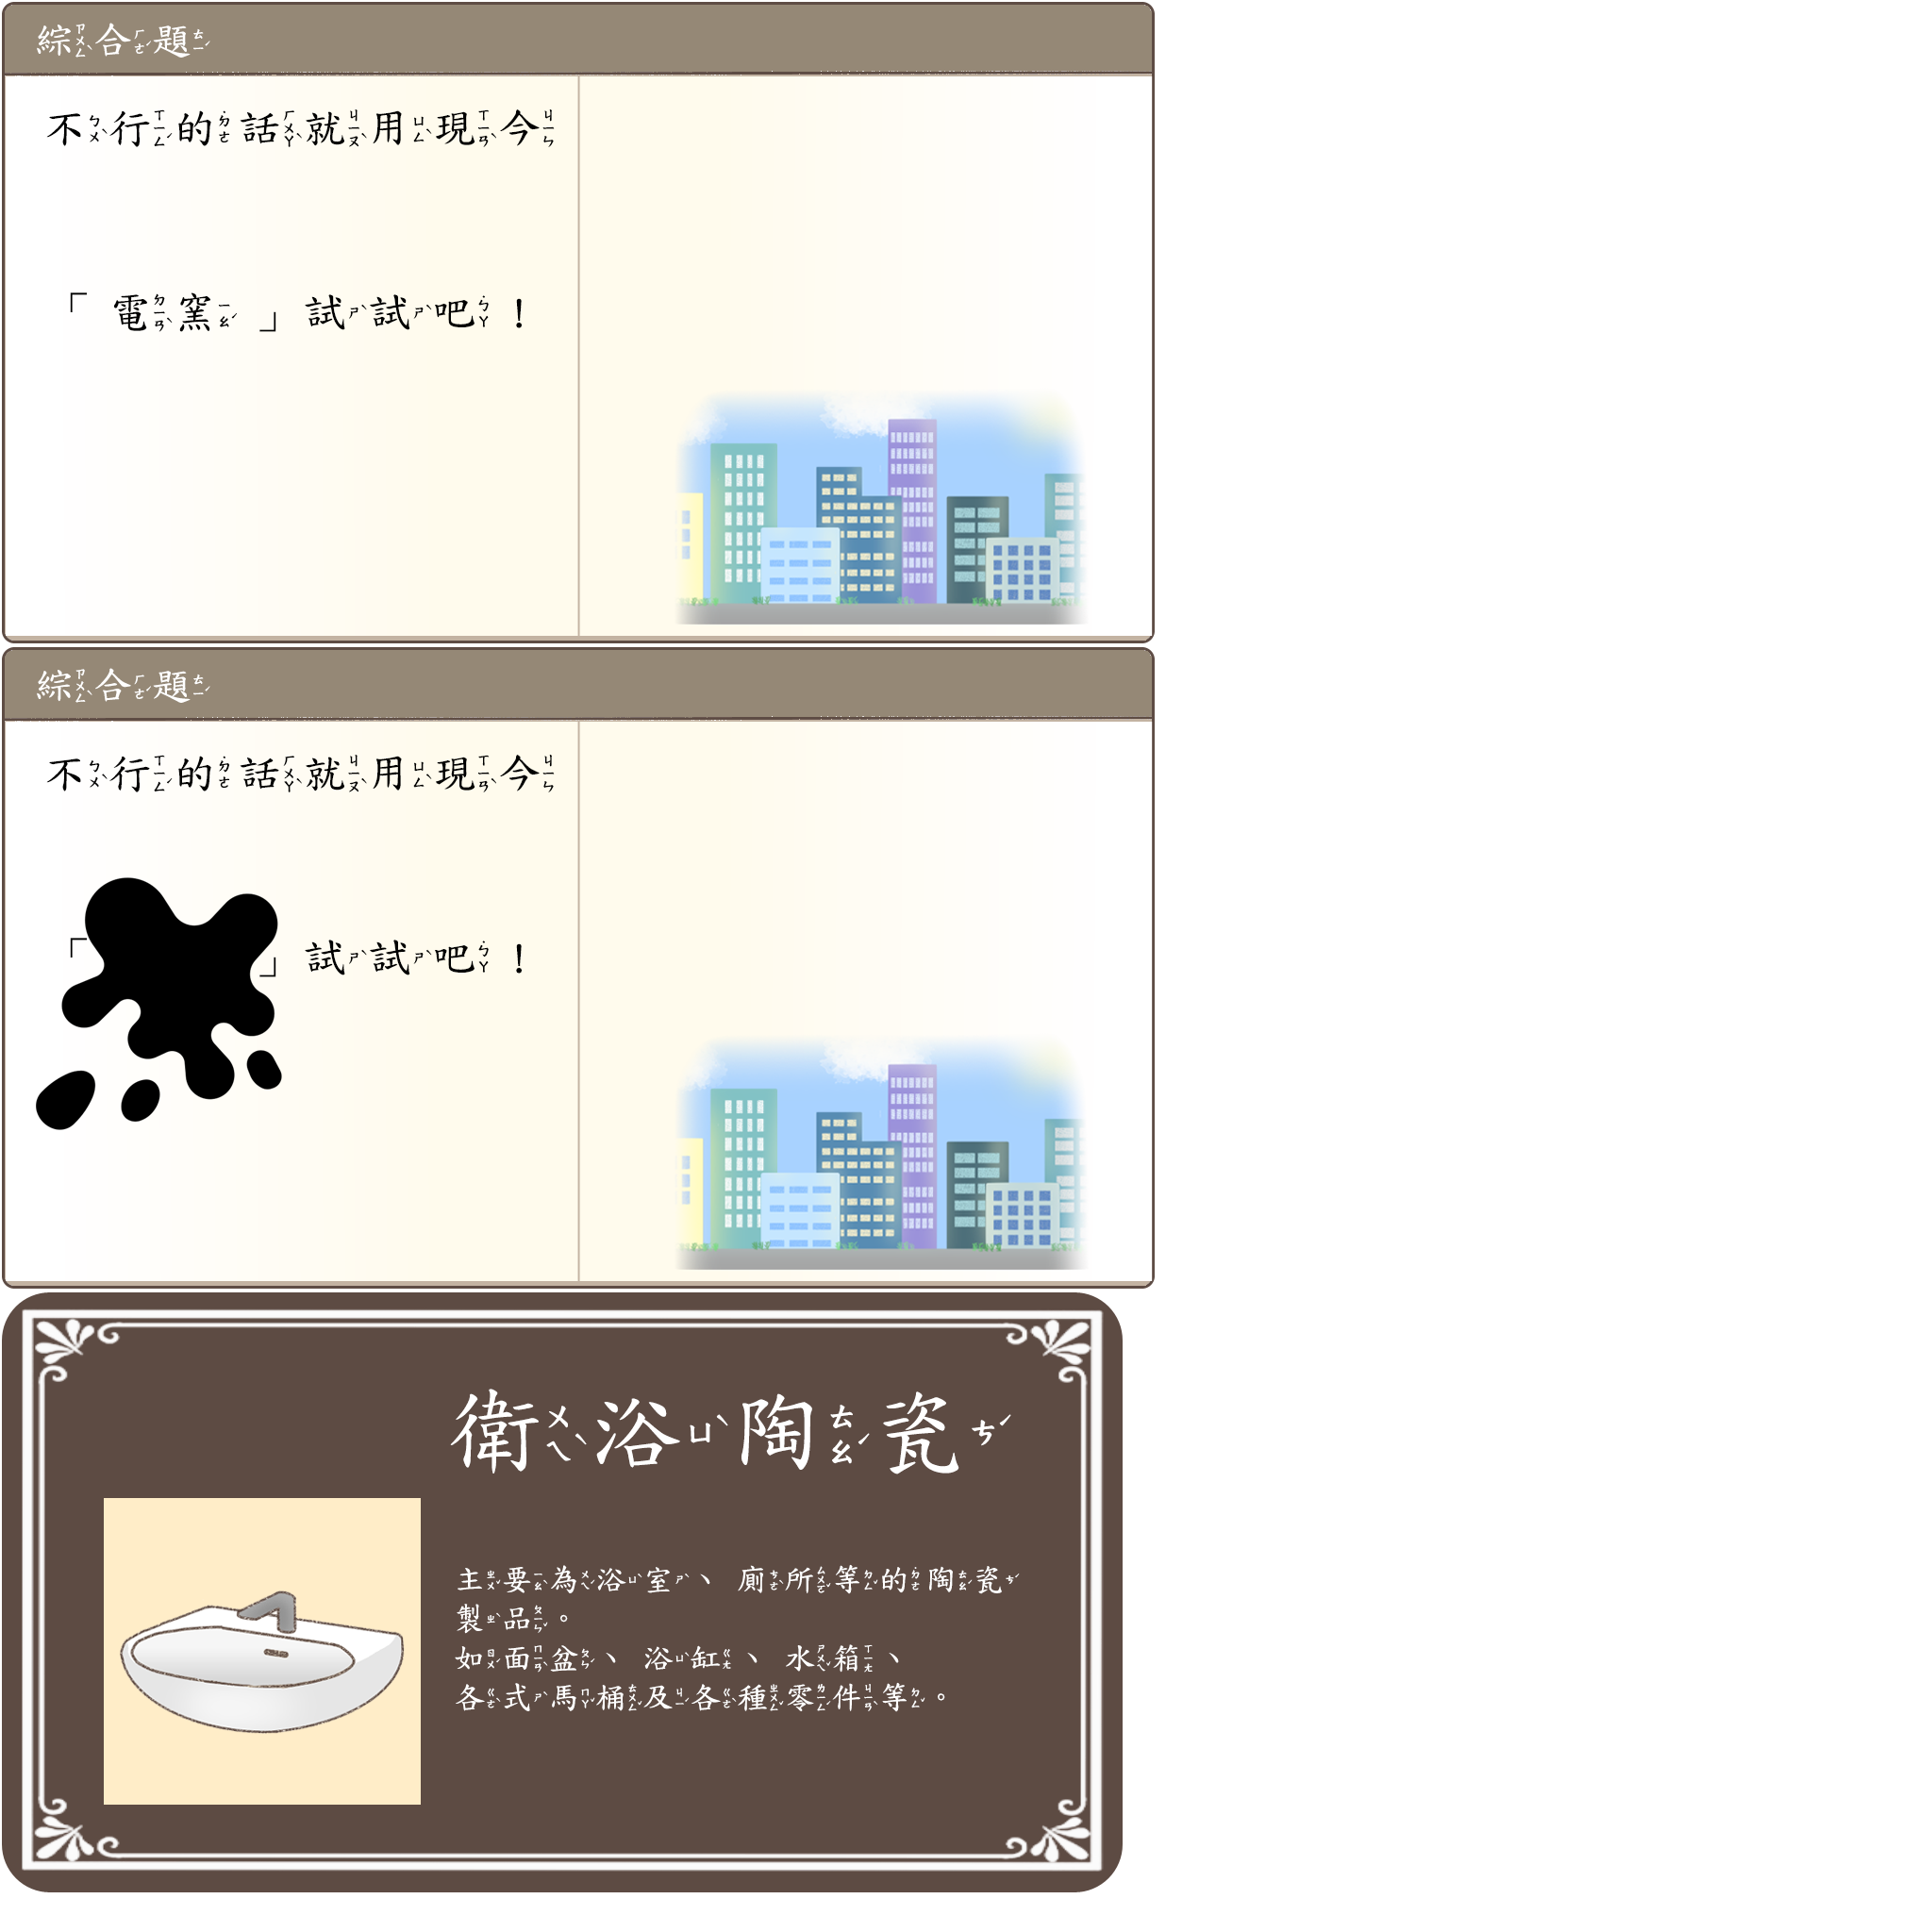 綜合題
不行的話就用現今
「電窯」試試吧！
綜合題
不行的話就用現今
「」試試吧！
衛浴陶瓷
主要為浴室、廁所等的陶瓷
製品。
如面盆、浴缸、水箱、
各式馬桶及各種零件等。